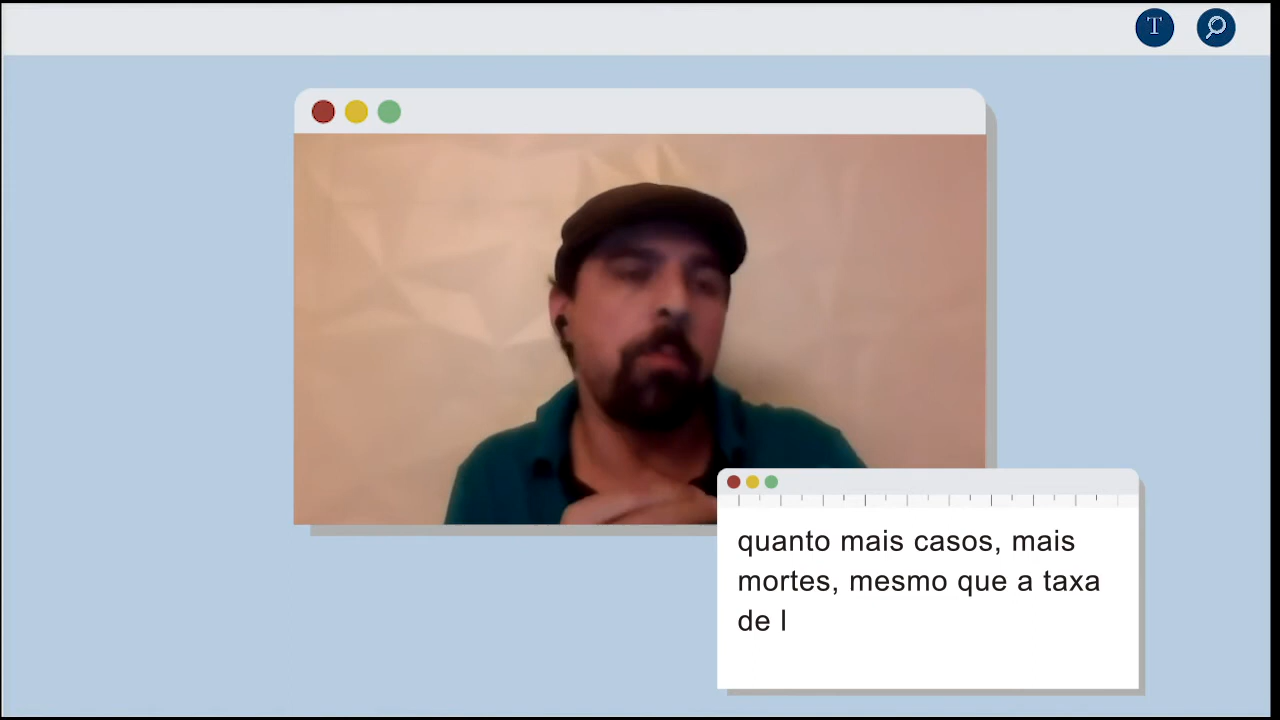 T
quanto mais casos, mais
mortes, mesmo que a taxa
de l